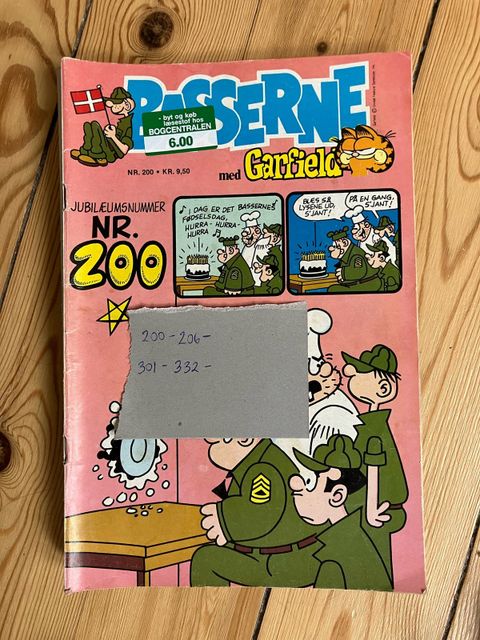 BASSERNE
- byt og køb
læsestof hos
BOGCENTRALEN
6.00
NR. 200 • KR. 9,50
med Garfield
JUBILÆUMSNUMMER
NR.
200
I DAG ER DET BASSERNES
FØDSELSDAG,
HURRA - HURRA-
HURRA
BLÆS SÅ
LYSENE UD,
S'JANT!
PÅ EN GANG,
S'JANT!
200 - 206 -
301 - 332 -